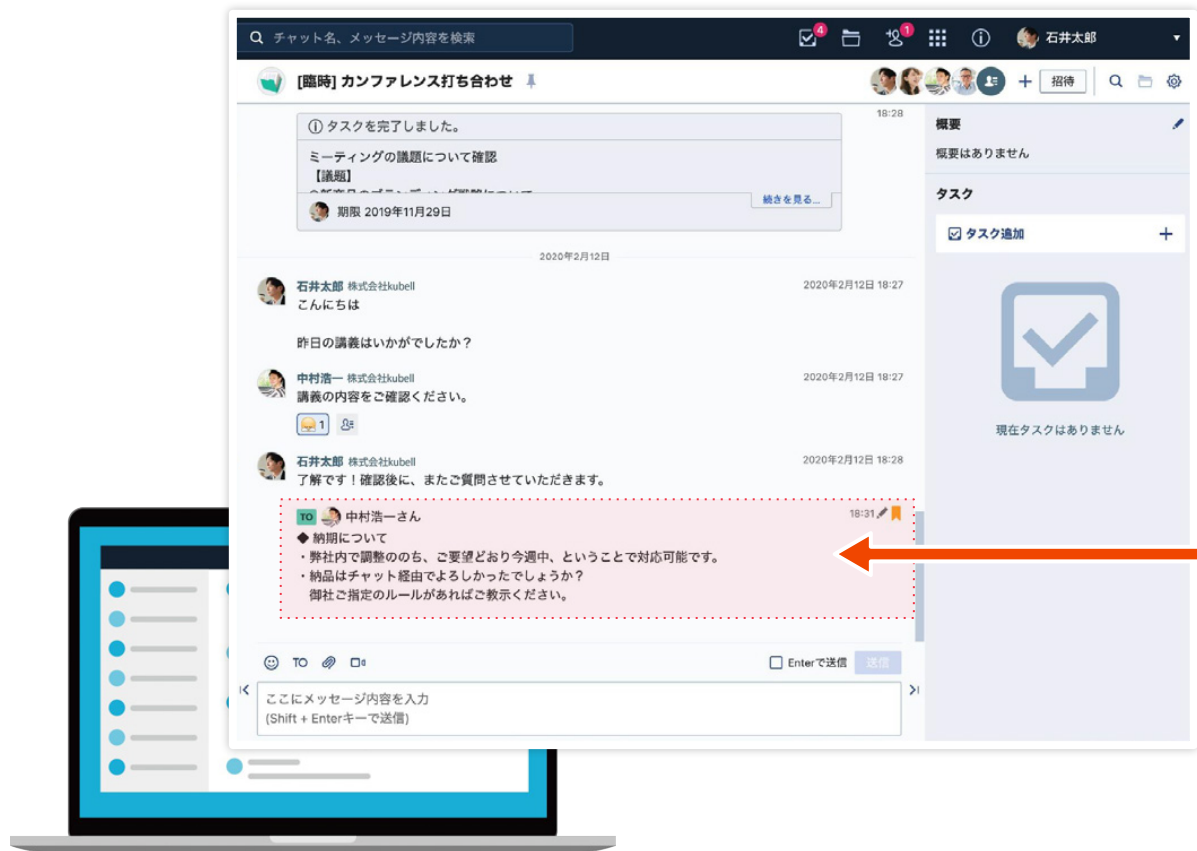 チャット名、メッセージ内容を検索
4
1
石井太郎
[臨時] カンファレンス打ち合わせ
招待
タスクを完了しました。
18:28
ミーティングの議題について確認
【議題】
続きを見る...
期限 2019年11月29日
2020年2月12日
石井太郎 株式会社kubell
2020年2月12日 18:27
こんにちは
昨日の講義はいかがでしたか？
中村浩一 株式会社kubell
2020年2月12日 18:27
講義の内容をご確認ください。
1
石井太郎 株式会社kubell
2020年2月12日 18:28
了解です！確認後に、またご質問させていただきます。
TO 中村浩一さん
18:31
◆ 納期について
・弊社内で調整ののち、ご要望どおり今週中、ということで対応可能です。
・納品はチャット経由でよろしかったでしょうか？
御社ご指定のルールがあればご教示ください。
TO
Enterで送信
送信
ここにメッセージ内容を入力
(Shift + Enterキーで送信)
概要
概要はありません
タスク
タスク追加
現在タスクはありません